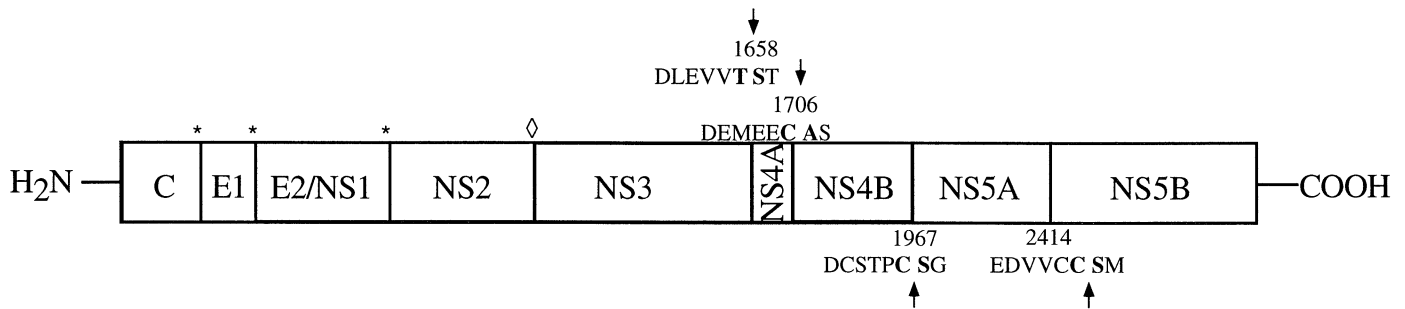 1658
DLEVVT ST
1706
DEMEEC AS
* * * ◊
H₂N C E1 E2/NS1 NS2 NS3 NS4A NS4B NS5A NS5B COOH
1967 2414
DCSTPC SG EDVVCC SM